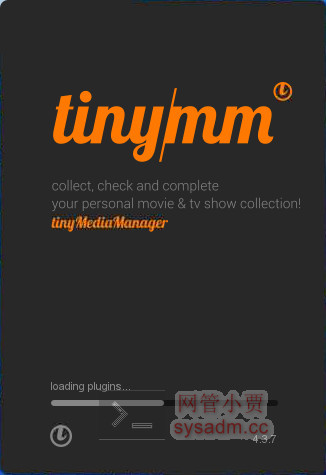 tiny|mm
collect, check and complete
your personal movie & tv show collection!
tinyMediaManager
loading plugins...
网管小贾
sysadm.cc
4.3.7